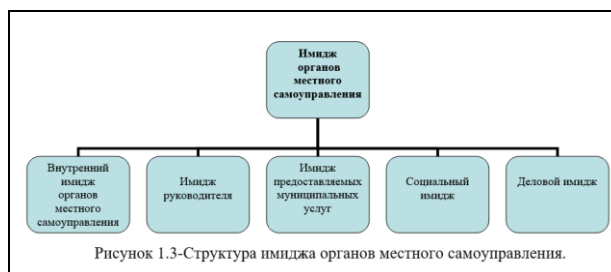 Имидж
органов
местного
самоуправления
Внутренний
имидж
органов
местного
самоуправления
Имидж
руководителя
Имидж
предоставляемых
муниципальных
услуг
Социальный
имидж
Деловой имидж
Рисунок 1.3-Структура имиджа органов местного самоуправления.